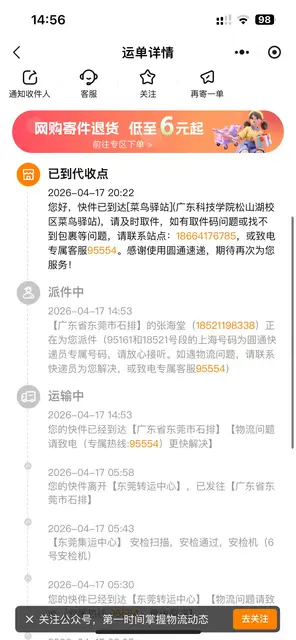 14:56
98
运单详情
通知收件人
客服
关注
再寄一单
网购寄件退货 低至6元起
前往专区下单 >
已到代收点
2026-04-17 20:22
您好，快件已到达[菜鸟驿站](广东科技学院松山湖校
区菜鸟驿站)，请及时取件，如有取件码问题或找不
到包裹等问题，请联系站点：18664176785，或致电
专属客服95554。感谢使用圆通速递，期待再次为您
服务！
派件中
2026-04-17 14:53
【广东省东莞市石排】的张海堂（18521198338）正
在为您派件（95161和18521号段的上海号码为圆通快
递员专属号码，请放心接听。如遇物流问题，请联系
快递员为您解决，或致电专属客服95554）
运输中
2026-04-17 14:53
您的快件已经到达【广东省东莞市石排】【物流问题
请致电（专属热线:95554）更快解决】
2026-04-17 05:58
您的快件离开【东莞转运中心】，已发往【广东省东
莞市石排】
2026-04-17 05:43
【东莞集运中心】 安检扫描，安检通过，安检机（6
号安检机）
2026-04-17 05:30
您的快件已经到达【东莞转运中心】【物流问题请致
× 关注公众号，第一时间掌握物流动态
去关注